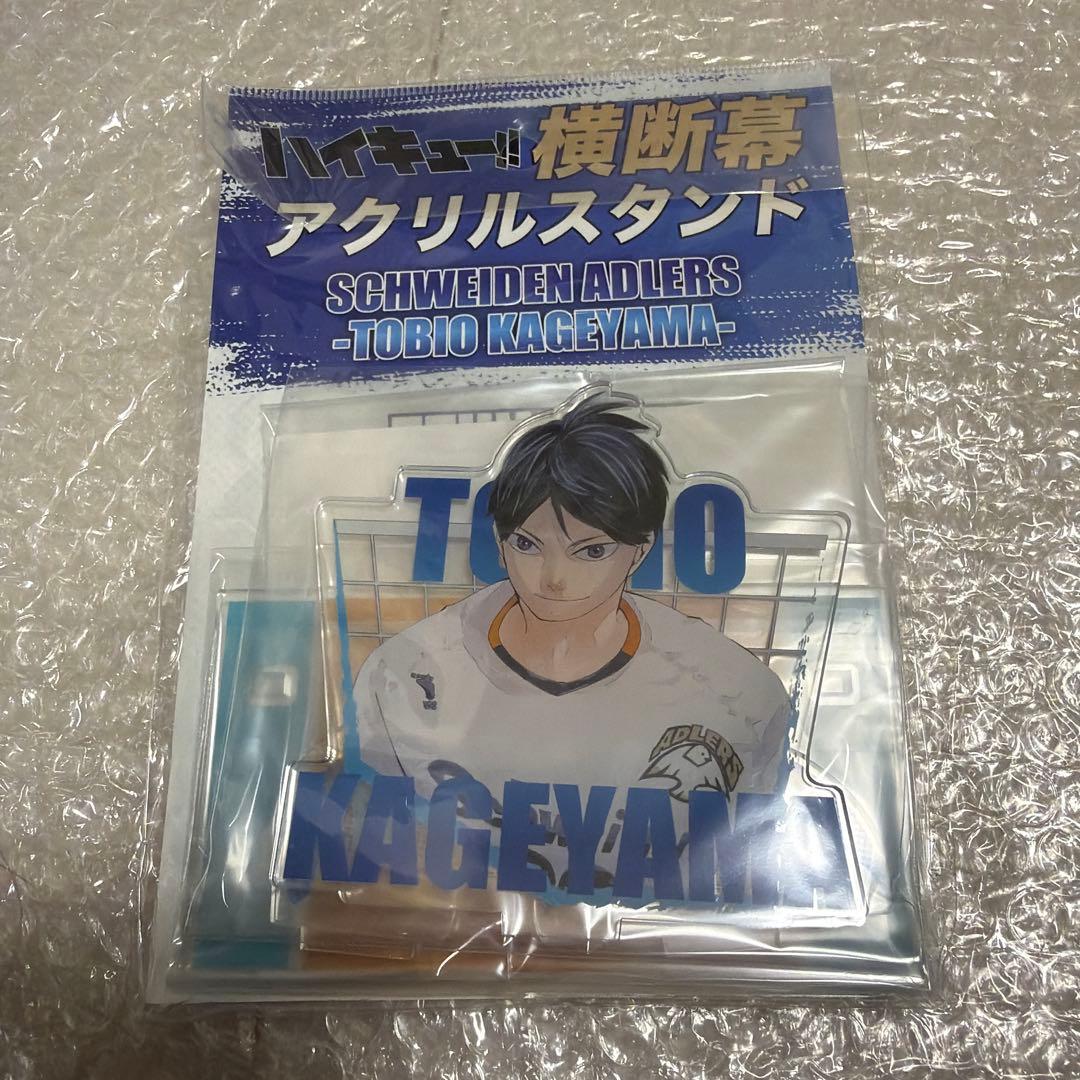 ハイキュー!! 横断幕
アクリルスタンド
SCHWEIDEN ADLERS
-TOBIO KAGEYAMA-
TOBIO
ADLERS
KAGEYAMA